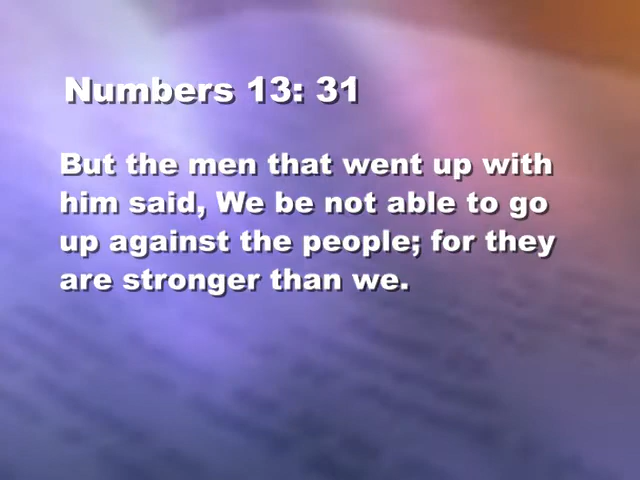 Numbers 13: 31
But the men that went up with
him said, We be not able to go
up against the people; for they
are stronger than we.